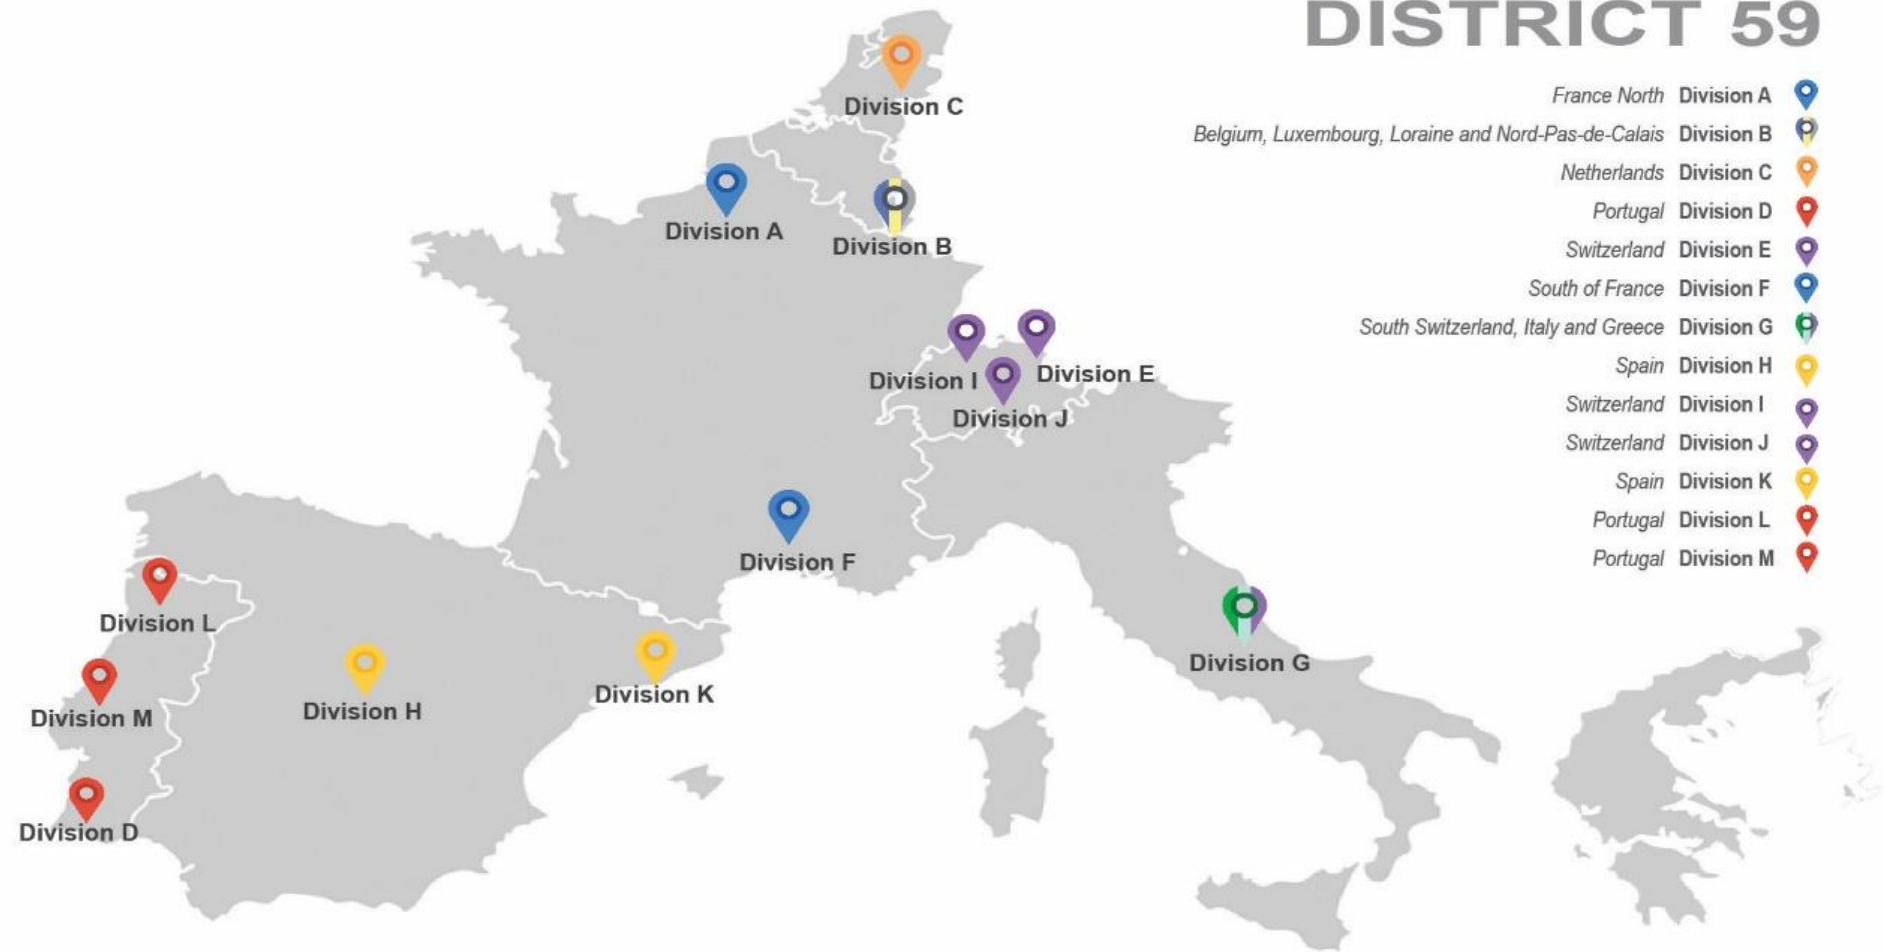 DISTRICT 59
France North Division A
Belgium, Luxembourg, Loraine and Nord-Pas-de-Calais Division B
Netherlands Division C
Portugal Division D
Switzerland Division E
South of France Division F
South Switzerland, Italy and Greece Division G
Spain Division H
Switzerland Division I
Switzerland Division J
Spain Division K
Portugal Division L
Portugal Division M
Division C
Division A
Division B
Division I
Division E
Division J
Division F
Division L
Division G
Division K
Division H
Division M
Division D